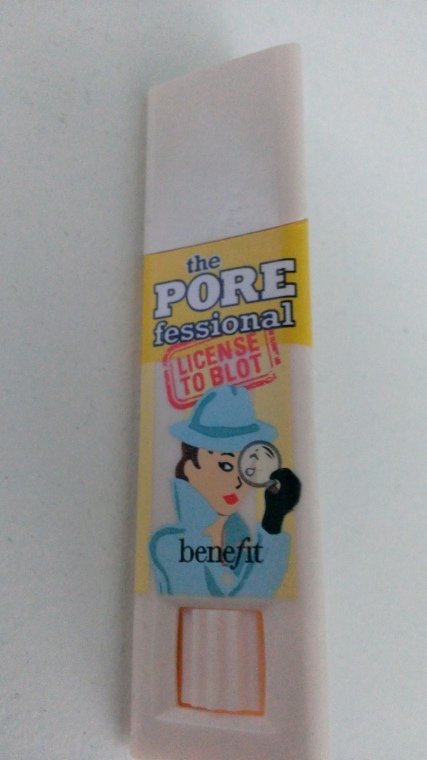 the
PORE
fessional
LICENSE
TO BLOT
benefit